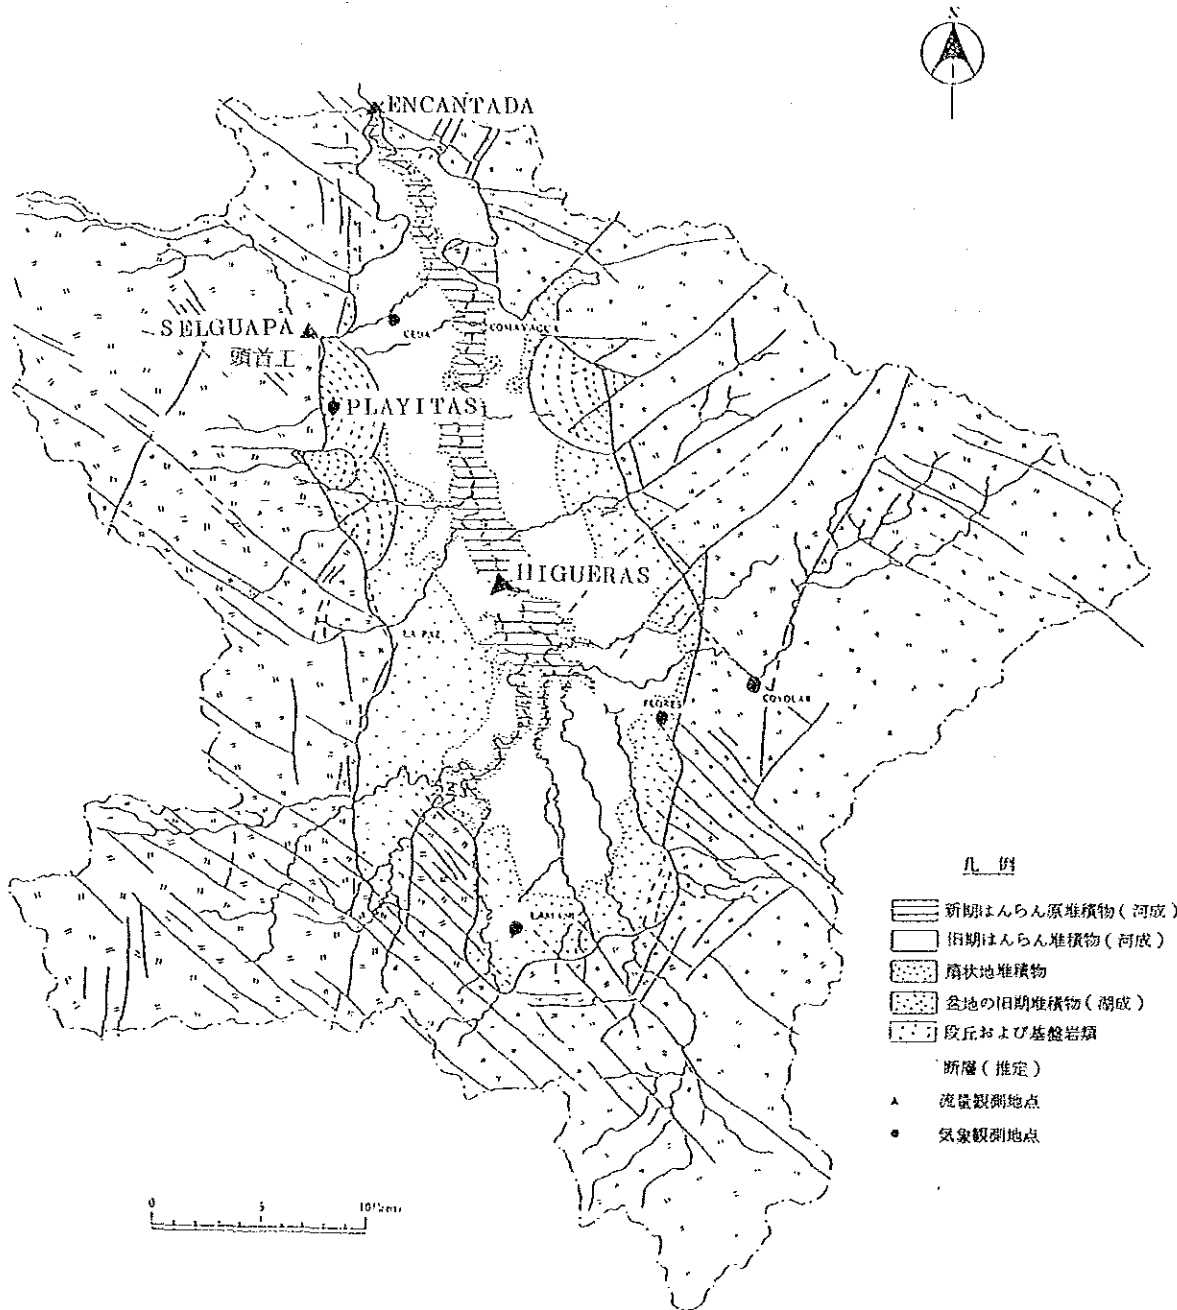 N
ENCANTADA
SELGUAPA
頭首工
CEDA
COMAYAGUA
PLAYITAS
HIGUERAS
LA PAZ
COYOLAR
FLORES
LAMANI
凡 例
新期はんらん原堆積物（河成）
旧期はんらん堆積物（河成）
扇状地堆積物
盆地の旧期堆積物（湖成）
段丘および基盤岩類
断層（推定）
流量観測地点
気象観測地点
0 5 10(km)